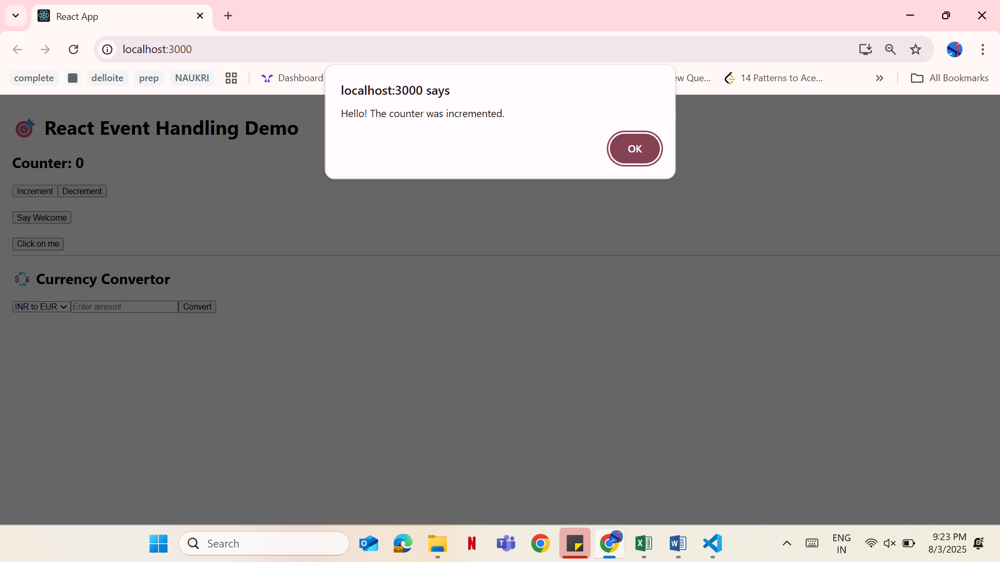 React App
localhost:3000
complete
delloite
prep
NAUKRI
Dashboard
ew Que...
14 Patterns to Ace...
All Bookmarks
localhost:3000 says
Hello! The counter was incremented.
OK
React Event Handling Demo
Counter: 0
Increment Decrement
Say Welcome
Click on me
Currency Convertor
INR to EUR Enter amount Convert
Search
ENG
IN
9:23 PM
8/3/2025